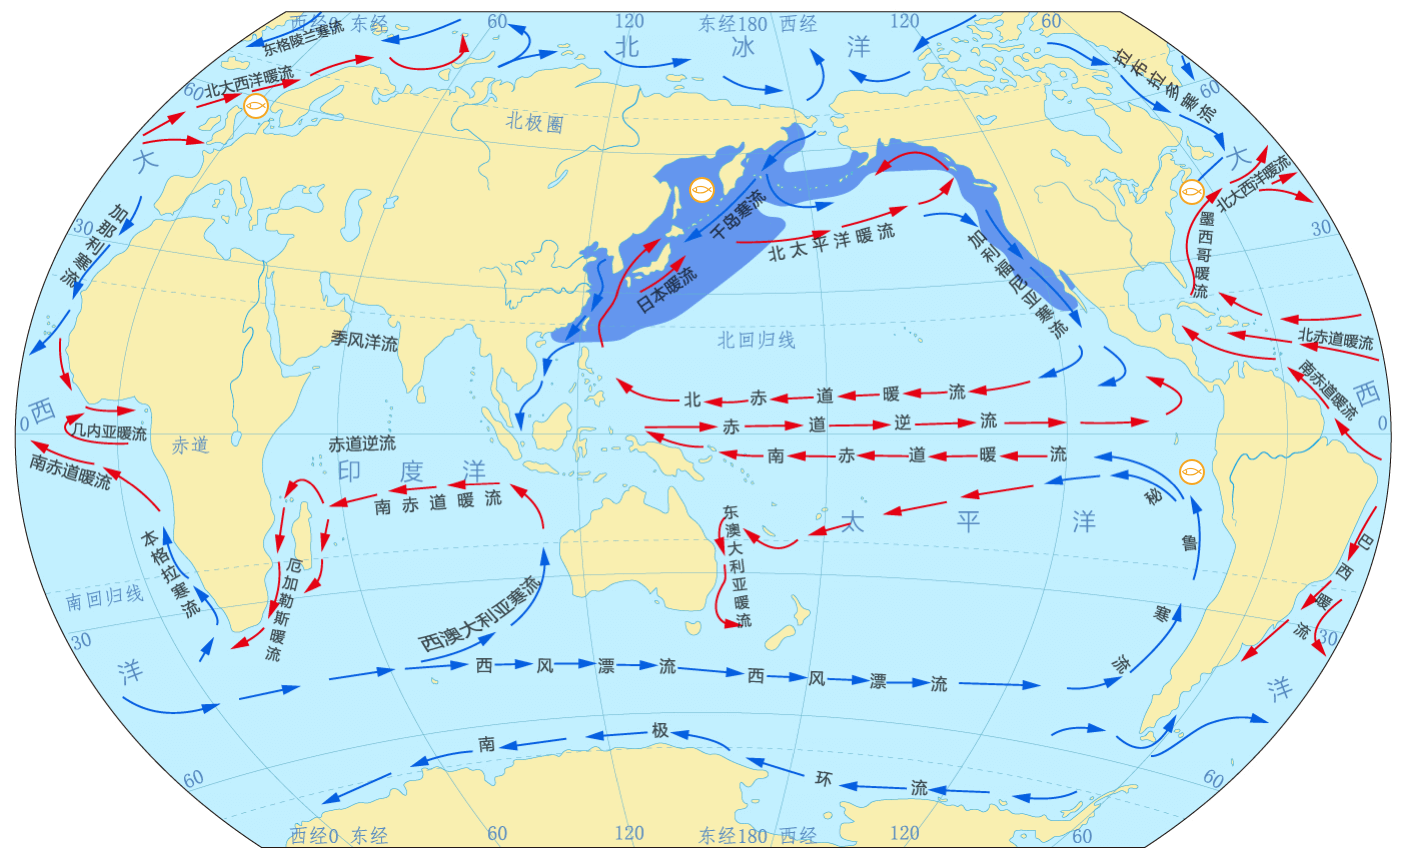 西经0 东经
60
120
东经180 西经
120
60
东格陵兰寒流
北冰洋
拉布拉多寒流
60
北大西洋暖流
60
北极圈
大
大
北大西洋暖流
加那利寒流
30
千岛寒流
北太平洋暖流
日本暖流
加利福尼亚寒流
墨西哥暖流
30
季风洋流
北回归线
北赤道暖流
南赤道暖流
西
西
北赤道暖流
赤道逆流
南赤道暖流
0
0
几内亚暖流
赤道
赤道逆流
印度洋
南赤道暖流
南赤道暖流
太平洋
秘鲁寒流
东澳大利亚暖流
本格拉寒流
厄加勒斯暖流
西澳大利亚寒流
巴西暖流
南回归线
30
30
洋
洋
西风漂流
西风漂流
南极环流
60
60
西经0 东经
60
120
东经180 西经
120
60